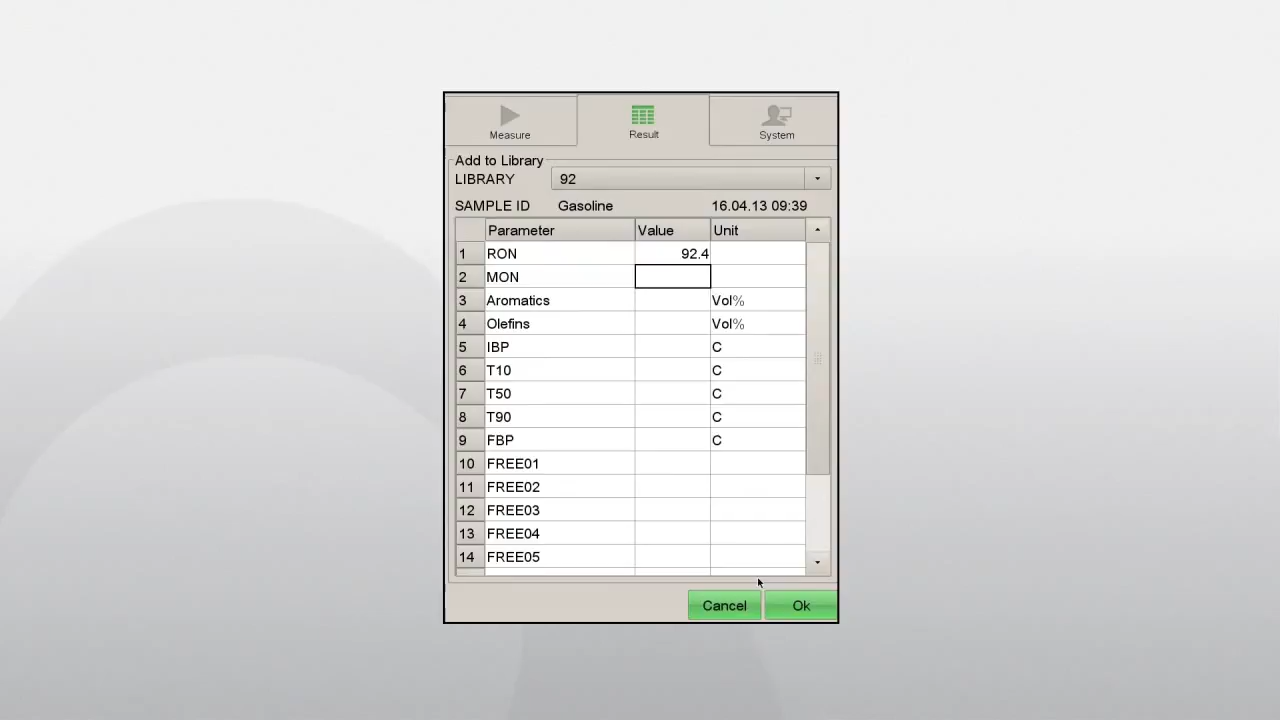 Measure Result System
Add to Library
LIBRARY 92
SAMPLE ID Gasoline 16.04.13 09:39
Parameter Value Unit
1 RON 92.4
2 MON
3 Aromatics Vol%
4 Olefins Vol%
5 IBP C
6 T10 C
7 T50 C
8 T90 C
9 FBP C
10 FREE01
11 FREE02
12 FREE03
13 FREE04
14 FREE05
Cancel Ok